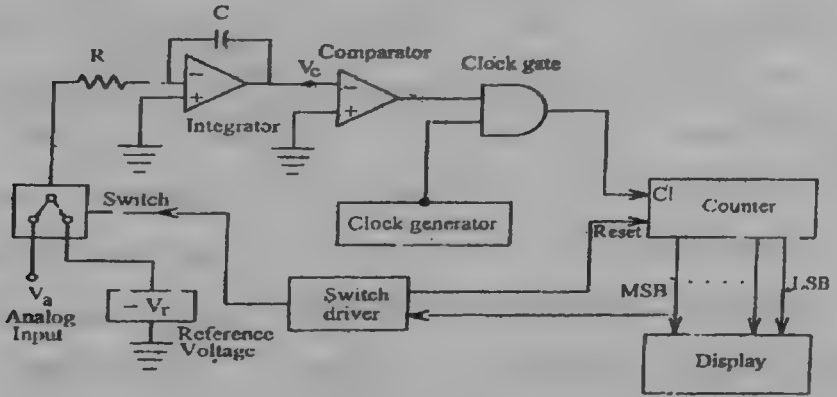 C
R
Comparator
Vc
Clock gate
−
+
−
+
Integrator
Switch
Cl
Counter
Clock generator
Reset
Va
Analog
Input
− Vr
Reference
Voltage
Switch
driver
MSB
LSB
Display